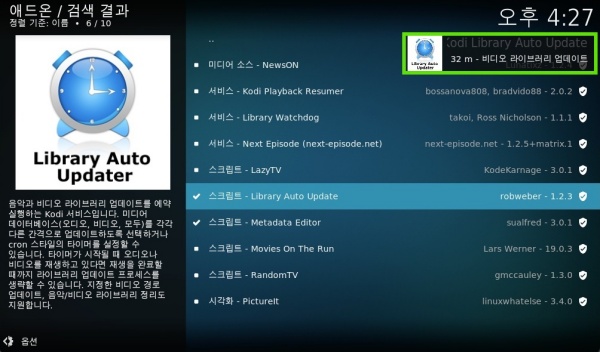 애드온 / 검색 결과
정렬 기준: 이름 • 6 / 10
오후 4:27
Kodi Library Auto Update
32 m - 비디오 라이브러리 업데이트
Library Auto
Updater
Library Auto
Updater
음악과 비디오 라이브러리 업데이트를 예약
실행하는 Kodi 서비스입니다. 미디어
데이터베이스(오디오, 비디오, 모두)를 각각
다른 간격으로 업데이트하도록 선택하거나
cron 스타일의 타이머를 설정할 수
있습니다. 타이머가 시작될 때 오디오나
비디오를 재생하고 있다면 재생을 완료할
때까지 라이브러리 업데이트 프로세스를
생략할 수 있습니다. 지정한 비디오 경로
업데이트, 음악/비디오 라이브러리 정리도
지원합니다.
..
미디어 소스 - NewsON
서비스 - Kodi Playback Resumer bossanova808, bradvido88 - 2.0.2
서비스 - Library Watchdog takoi, Ross Nicholson - 1.1.1
서비스 - Next Episode (next-episode.net) next-episode.net - 1.2.5+matrix.1
스크립트 - LazyTV KodeKarnage - 3.0.1
스크립트 - Library Auto Update robweber - 1.2.3
스크립트 - Metadata Editor sualfred - 3.0.1
스크립트 - Movies On The Run Lars Werner - 19.0.3
스크립트 - RandomTV gmccauley - 1.3.0
시각화 - PictureIt linuxwhatelse - 3.4.0
옵션